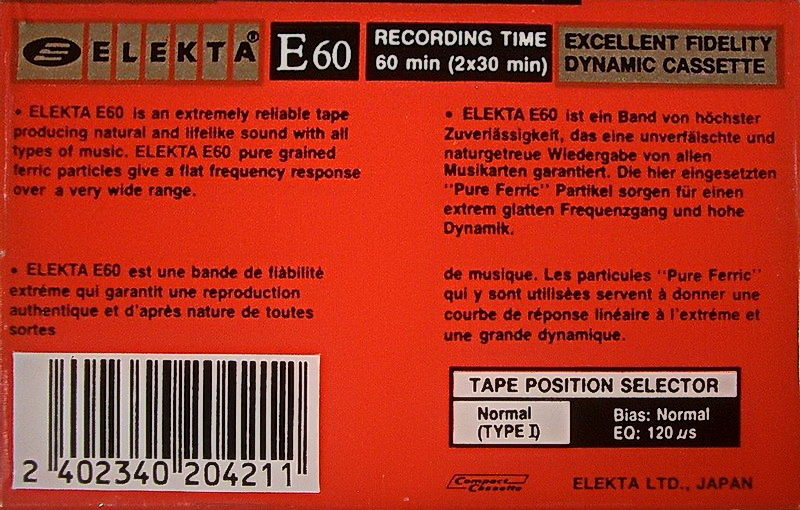 ELEKTA®
E60
RECORDING TIME
60 min (2x30 min)
EXCELLENT FIDELITY
DYNAMIC CASSETTE
• ELEKTA E60 is an extremely reliable tape
producing natural and lifelike sound with all
types of music. ELEKTA E60 pure grained
ferric particles give a flat frequency response
over a very wide range.
• ELEKTA E60 ist ein Band von höchster
Zuverlässigkeit, das eine unverfälschte und
naturgetreue Wiedergabe von allen
Musikarten garantiert. Die hier eingesetzten
"Pure Ferric" Partikel sorgen für einen
extrem glatten Frequenzgang und hohe
Dynamik.
• ELEKTA E60 est une bande de fiàbilité
extréme qui garantit une reproduction
authentique et d'après nature de toutes
sortes
de musique. Les particules "Pure Ferric"
qui y sont utilisèes servent à donner une
courbe de réponse linéaire à l'extréme et
une grande dynamique.
2 402340 204211
TAPE POSITION SELECTOR
Normal
(TYPE I)
Bias: Normal
EQ: 120 μs
Compact
Cassette
ELEKTA LTD., JAPAN